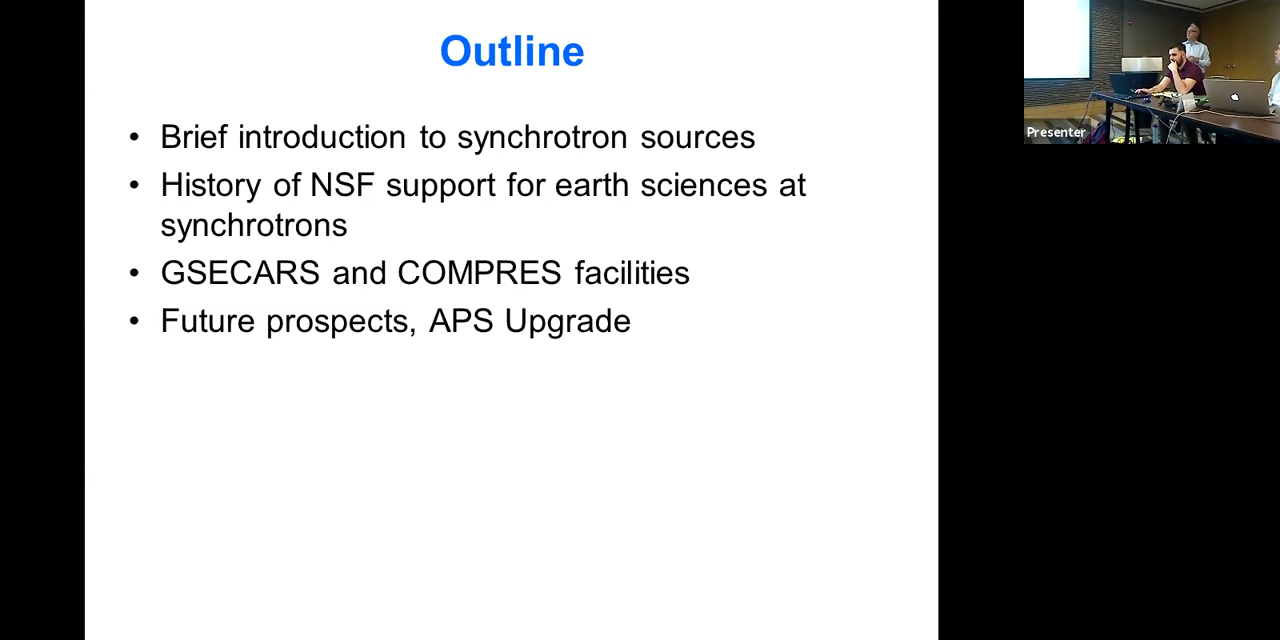 Outline
• Brief introduction to synchrotron sources
• History of NSF support for earth sciences at
synchrotrons
• GSECARS and COMPRES facilities
• Future prospects, APS Upgrade
Presenter